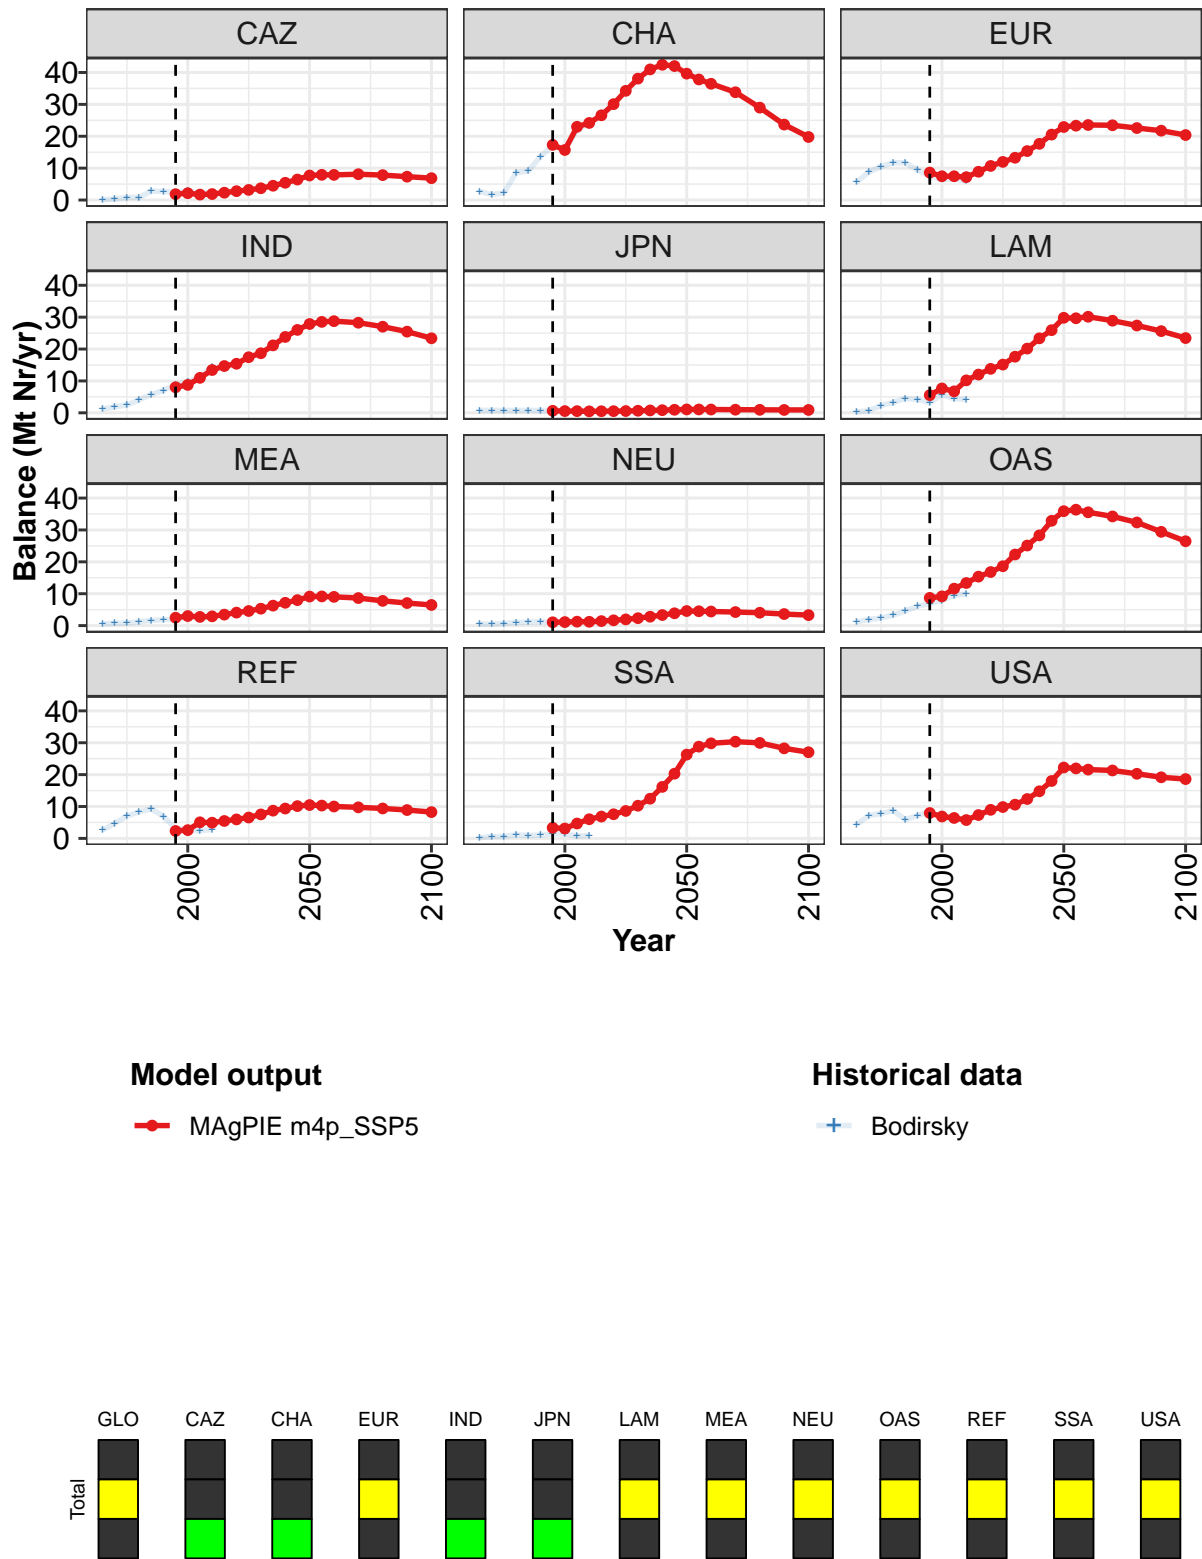 CAZ CHA EUR
40
30
20
10
0
IND JPN LAM
40
30
20
10
0
MEA NEU OAS
40
30
20
10
0
REF SSA USA
40
30
20
10
0
Balance (Mt Nr/yr)
2000 2050 2100 2000 2050 2100 2000 2050 2100
Year
Model output Historical data
MAgPIE m4p_SSP5 Bodirsky
GLO CAZ CHA EUR IND JPN LAM MEA NEU OAS REF SSA USA
Total